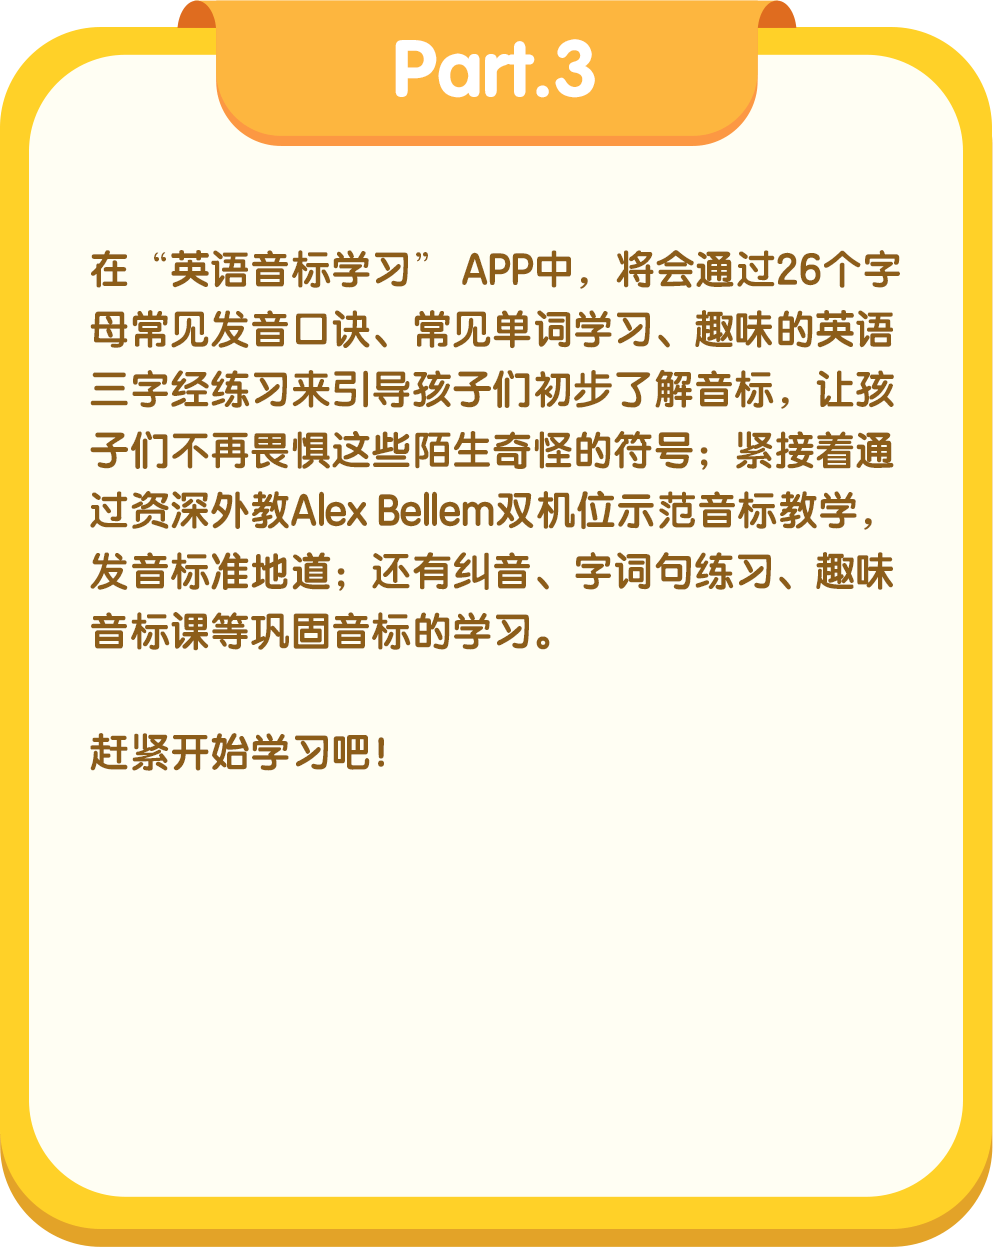 Part.3
在“英语音标学习” APP中，将会通过26个字
母常见发音口诀、常见单词学习、趣味的英语
三字经练习来引导孩子们初步了解音标，让孩
子们不再畏惧这些陌生奇怪的符号；紧接着通
过资深外教Alex Bellem双机位示范音标教学，
发音标准地道；还有纠音、字词句练习、趣味
音标课等巩固音标的学习。
赶紧开始学习吧！